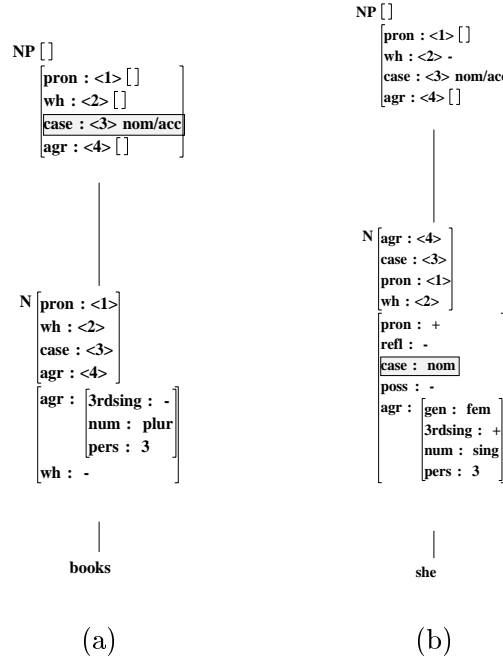 NP []
pron : <1> []
wh : <2> []
case : <3> nom/acc
agr : <4> []
N
pron : <1>
wh : <2>
case : <3>
agr : <4>
agr :
3rdsing : -
num : plur
pers : 3
wh : -
books
(a)
NP []
pron : <1> []
wh : <2> -
case : <3> nom/acc
agr : <4> []
N
agr : <4>
case : <3>
pron : <1>
wh : <2>
pron : +
refl : -
case : nom
poss : -
agr :
gen : fem
3rdsing : +
num : sing
pers : 3
she
(b)